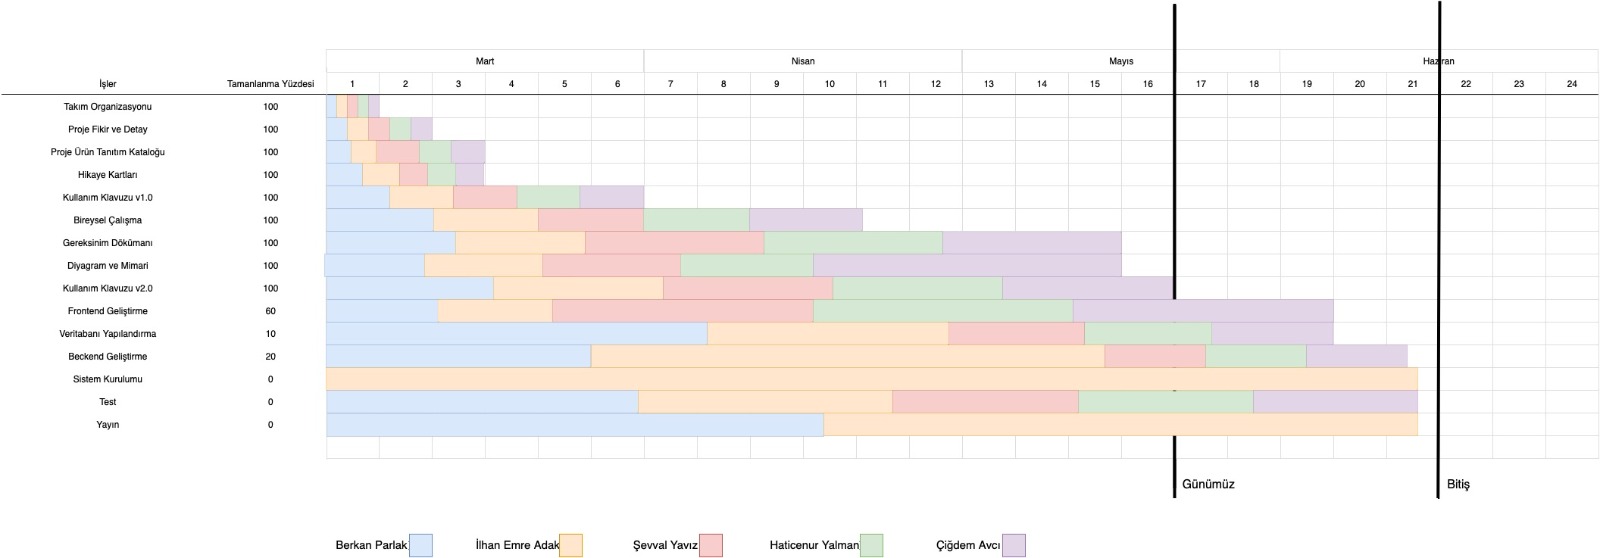 Mart Nisan Mayıs Haziran
İşler Tamanlanma Yüzdesi 1 2 3 4 5 6 7 8 9 10 11 12 13 14 15 16 17 18 19 20 21 22 23 24
Takım Organizasyonu 100
Proje Fikir ve Detay 100
Proje Ürün Tanıtım Kataloğu 100
Hikaye Kartları 100
Kullanım Klavuzu v1.0 100
Bireysel Çalışma 100
Gereksinim Dökümanı 100
Diyagram ve Mimari 100
Kullanım Klavuzu v2.0 100
Frontend Geliştirme 60
Veritabanı Yapılandırma 10
Beckend Geliştirme 20
Sistem Kurulumu 0
Test 0
Yayın 0
Günümüz Bitiş
Berkan Parlak İlhan Emre Adak Şevval Yavız Haticenur Yalman Çiğdem Avcı